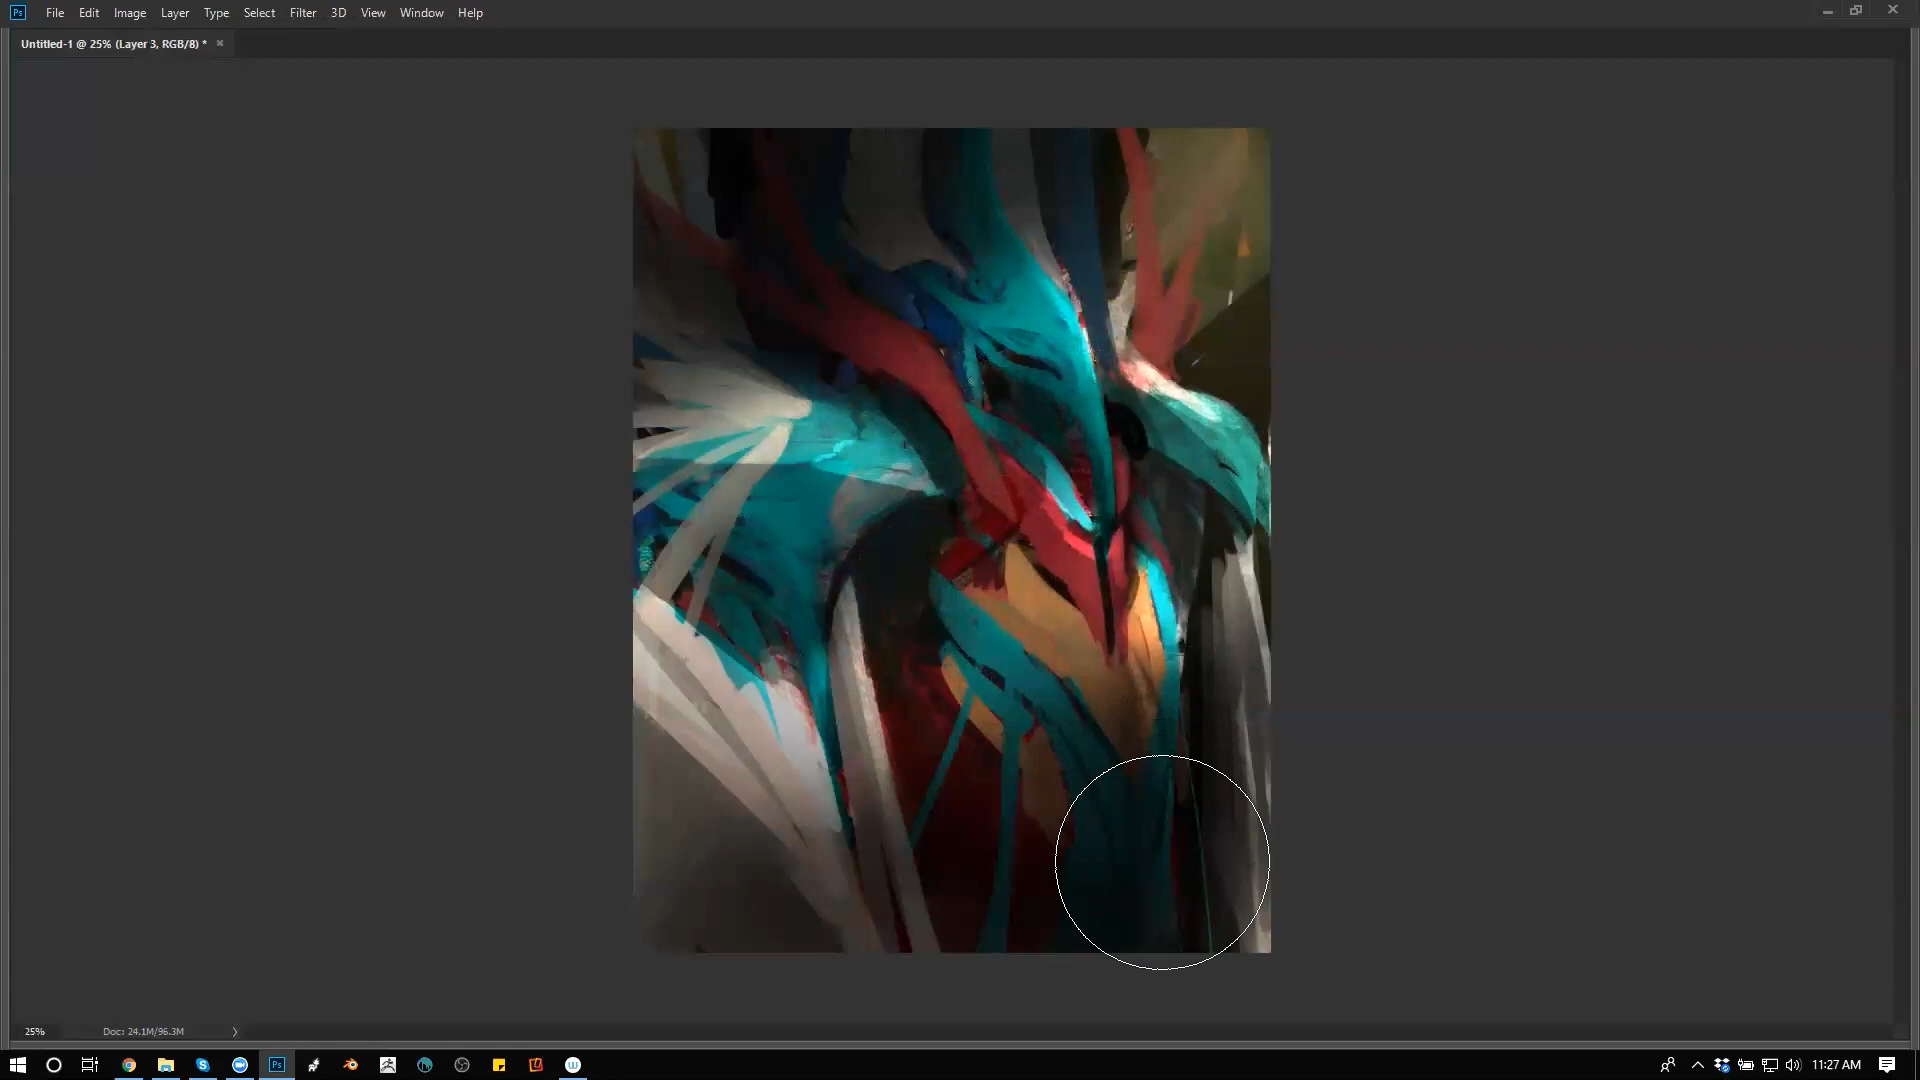 Ps File Edit Image Layer Type Select Filter 3D View Window Help
Untitled-1 @ 25% (Layer 3, RGB/8) *
25% Doc: 24.1M/96.3M
Ps 11:27 AM